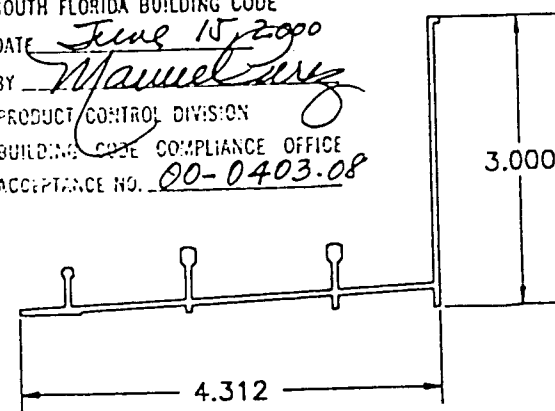 SOUTH FLORIDA BUILDING CODE
DATE June 15, 2000
BY Manuel Perez
PRODUCT CONTROL DIVISION
BUILDING CODE COMPLIANCE OFFICE
ACCEPTANCE NO. 00-0403.08
3.000
4.312